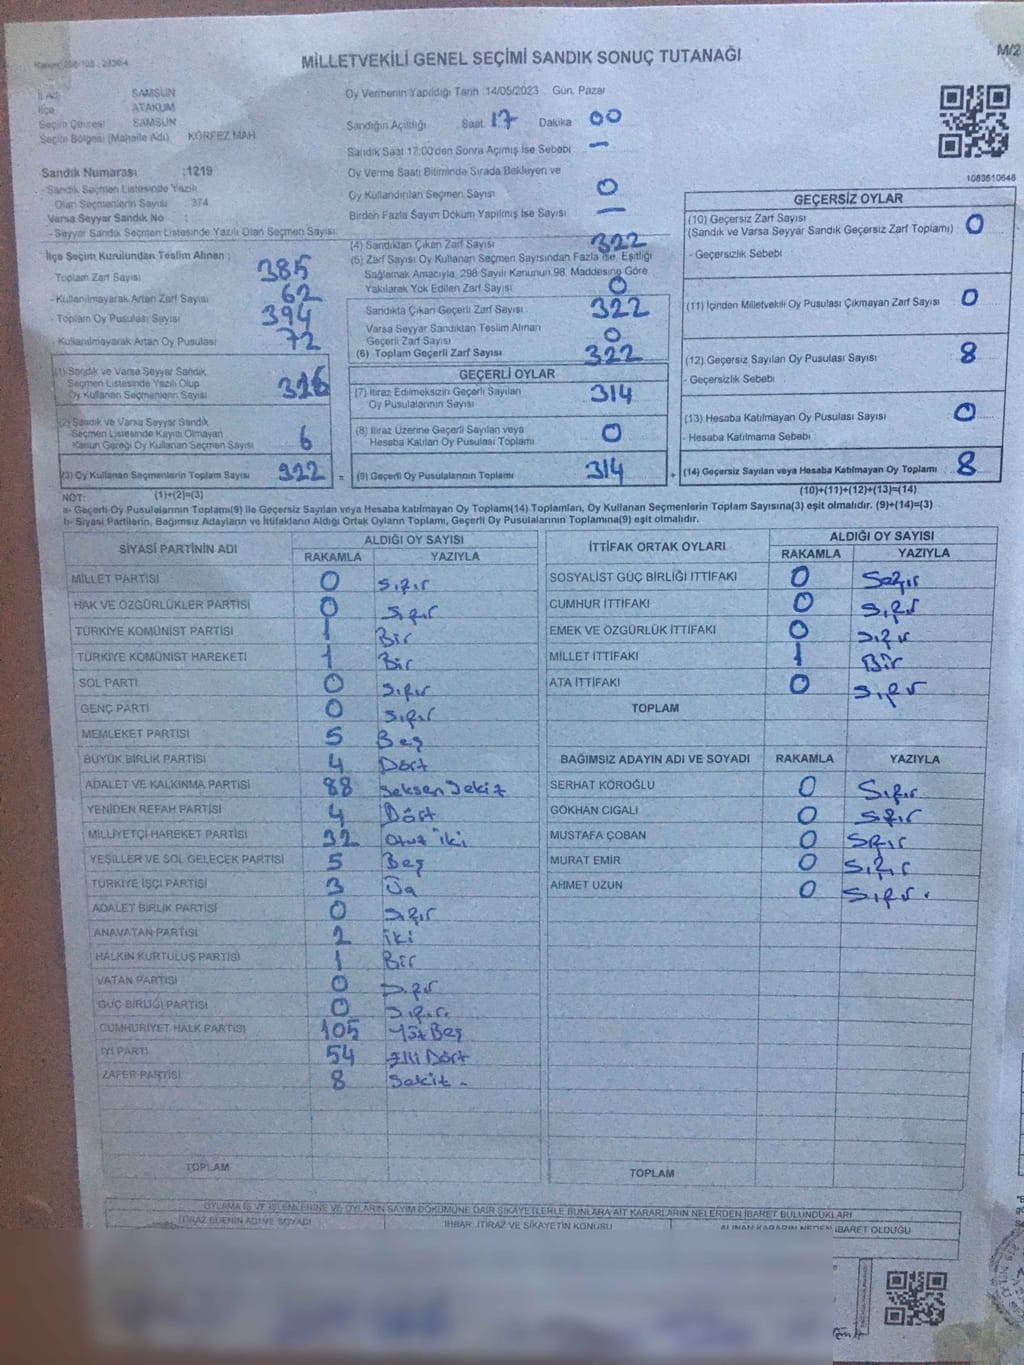 MİLLETVEKİLİ GENEL SEÇİMİ SANDIK SONUÇ TUTANAĞI
M/2
İl Adı SAMSUN
İlçe ATAKUM
Seçim Çevresi SAMSUN
Seçim Bölgesi (Mahalle Adı) KÖRFEZ MAH
Oy Vermenin Yapıldığı Tarih 14/05/2023 Gün. Pazar
Sandığın Açıldığı Saat. 17 Dakika 00
Sandık Saat 17:00'den Sonra Açımış İse Sebebi -
Oy Verme Saati Bitiminde Sırada Bekleyen ve
Oy Kullandırılan Seçmen Sayısı 0
Birden Fazla Sayım Döküm Yapılmış İse Sayısı -
1083610648
Sandık Numarası :1219
- Sandık Seçmen Listesinde Yazılı
Olan Seçmenlerin Sayısı 374
Varsa Seyyar Sandık No :
- Seyyar Sandık Seçmen Listesinde Yazılı Olan Seçmen Sayısı:
İlçe Seçim Kurulundan Teslim Alınan :
- Toplam Zarf Sayısı 385
- Kullanılmayarak Artan Zarf Sayısı 62
- Toplam Oy Pusulası Sayısı 394
- Kullanılmayarak Artan Oy Pusulası 72
(1) Sandık ve Varsa Seyyar Sandık
Seçmen Listesinde Yazılı Olup
Oy Kullanan Seçmenlerin Sayısı 316
(2) Sandık ve Varsa Seyyar Sandık
Seçmen Listesinde Kayıtlı Olmayan
Kanun Gereği Oy Kullanan Seçmen Sayısı 6
(3) Oy Kullanan Seçmenlerin Toplam Sayısı 322 =
(4) Sandıktan Çıkan Zarf Sayısı 322
(5) Zarf Sayısı Oy Kullanan Seçmen Sayısından Fazla ise, Eşitliği
Sağlamak Amacıyla, 298 Sayılı Kanunun 98. Maddesine Göre
Yakılarak Yok Edilen Zarf Sayısı 0
Sandıkta Çıkan Geçerli Zarf Sayısı 322
Varsa Seyyar Sandıktan Teslim Alınan
Geçerli Zarf Sayısı 0
(6) Toplam Geçerli Zarf Sayısı 322
GEÇERLİ OYLAR
(7) İtiraz Edilmeksizin Geçerli Sayılan
Oy Pusulalarının Sayısı 314
(8) İtiraz Üzerine Geçerli Sayılan veya
Hesaba Katılan Oy Pusulası Toplamı 0
(9) Geçerli Oy Pusulalarının Toplamı 314 +
GEÇERSİZ OYLAR
(10) Geçersiz Zarf Sayısı 0
(Sandık ve Varsa Seyyar Sandık Geçersiz Zarf Toplamı)
- Geçersizlik Sebebi
(11) İçinden Milletvekili Oy Pusulası Çıkmayan Zarf Sayısı 0
(12) Geçersiz Sayılan Oy Pusulası Sayısı 8
- Geçersizlik Sebebi
(13) Hesaba Katılmayan Oy Pusulası Sayısı 0
- Hesaba Katılmama Sebebi
(14) Geçersiz Sayılan veya Hesaba Katılmayan Oy Toplamı 8
NOT: (1)+(2)=(3)
(10)+(11)+(12)+(13)=(14)
a- Geçerli Oy Pusulalarının Toplamı(9) ile Geçersiz Sayılan veya Hesaba katılmayan Oy Toplamı(14) Toplamları, Oy Kullanan Seçmenlerin Toplam Sayısına(3) eşit olmalıdır. (9)+(14)=(3)
b- Siyasi Partilerin, Bağımsız Adayların ve İttifakların Aldığı Ortak Oyların Toplamı, Geçerli Oy Pusulalarının Toplamına(9) eşit olmalıdır.
SİYASİ PARTİNİN ADI ALDIĞI OY SAYISI
RAKAMLA YAZIYLA
MİLLET PARTİSİ 0 Sıfır
HAK VE ÖZGÜRLÜKLER PARTİSİ 0 Sıfır
TÜRKİYE KOMÜNİST PARTİSİ 1 Bir
TÜRKİYE KOMÜNİST HAREKETİ 1 Bir
SOL PARTİ 0 Sıfır
GENÇ PARTİ 0 Sıfır
MEMLEKET PARTİSİ 5 Beş
BÜYÜK BİRLİK PARTİSİ 4 Dört
ADALET VE KALKINMA PARTİSİ 88 Seksen Sekiz
YENİDEN REFAH PARTİSİ 4 Dört
MİLLİYETÇİ HAREKET PARTİSİ 32 Otuz iki
YEŞİLLER VE SOL GELECEK PARTİSİ 5 Beş
TÜRKİYE İŞÇİ PARTİSİ 3 Üç
ADALET BİRLİK PARTİSİ 0 Sıfır
ANAVATAN PARTİSİ 2 iki
HALKIN KURTULUŞ PARTİSİ 1 Bir
VATAN PARTİSİ 0 Sıfır
GÜÇ BİRLİĞİ PARTİSİ 0 Sıfır
CUMHURİYET HALK PARTİSİ 105 Yüz Beş
İYİ PARTİ 54 Elli Dört
ZAFER PARTİSİ 8 Sekiz -
TOPLAM
İTTİFAK ORTAK OYLARI ALDIĞI OY SAYISI
RAKAMLA YAZIYLA
SOSYALİST GÜÇ BİRLİĞİ İTTİFAKI 0 Sıfır
CUMHUR İTTİFAKI 0 Sıfır
EMEK VE ÖZGÜRLÜK İTTİFAKI 0 Sıfır
MİLLET İTTİFAKI 1 Bir
ATA İTTİFAKI 0 Sıfır
TOPLAM
BAĞIMSIZ ADAYIN ADI VE SOYADI RAKAMLA YAZIYLA
SERHAT KÖROĞLU 0 Sıfır
GÖKHAN CIGALI 0 Sıfır
MUSTAFA ÇOBAN 0 Sıfır
MURAT EMİR 0 Sıfır
AHMET UZUN 0 Sıfır.
TOPLAM
OYLAMA İŞ VE İŞLEMLERİNE VE OYLARIN SAYIM DÖKÜMÜNE DAİR ŞİKAYETLERLE BUNLARA AİT KARARLARIN NELERDEN İBARET BULUNDUKLARI
İTİRAZ EDENİN ADI VE SOYADI İHBAR, İTİRAZ VE ŞİKAYETİN KONUSU ALINAN KARARIN NEDEN İBARET OLDUĞU